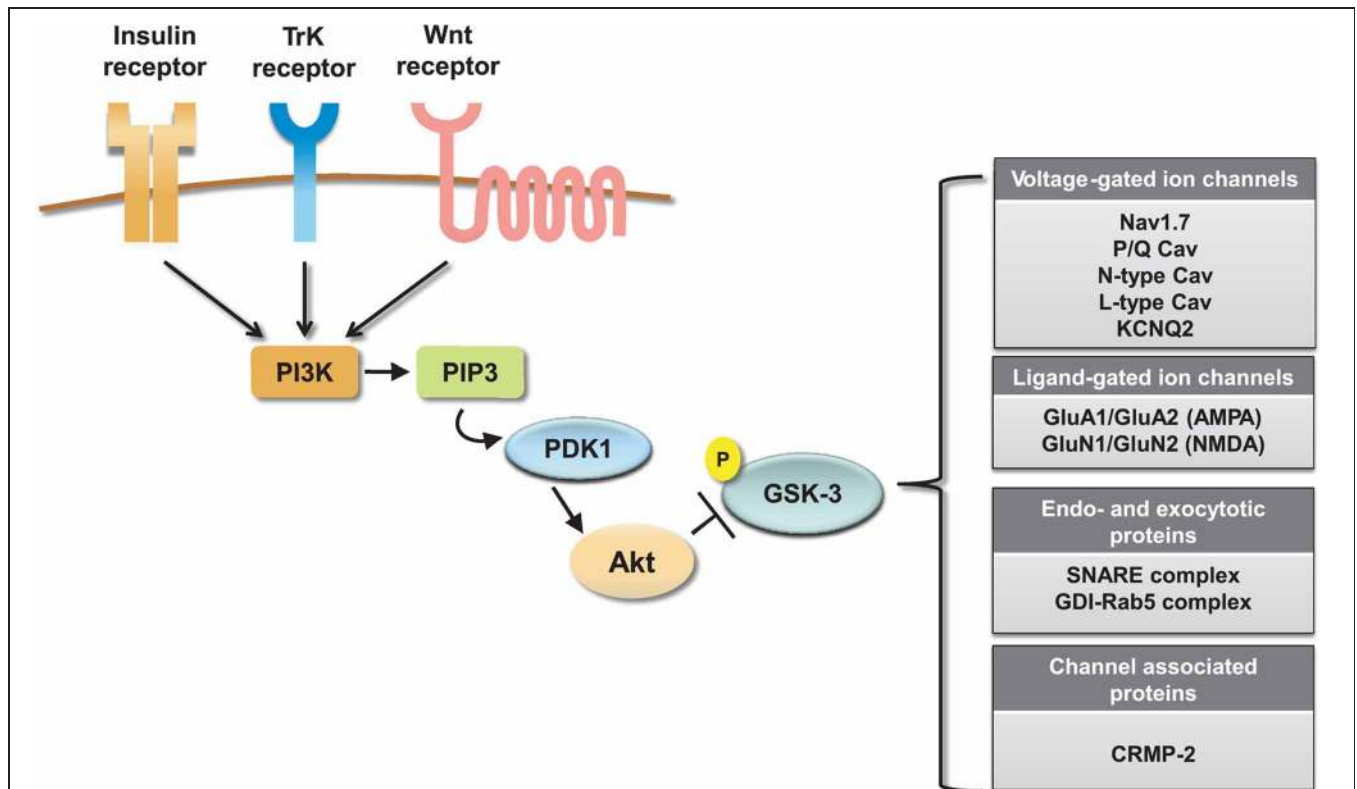 Insulin
receptor
TrK
receptor
Wnt
receptor
PI3K
PIP3
PDK1
Akt
P
GSK-3
Voltage-gated ion channels
Nav1.7
P/Q Cav
N-type Cav
L-type Cav
KCNQ2
Ligand-gated ion channels
GluA1/GluA2 (AMPA)
GluN1/GluN2 (NMDA)
Endo- and exocytotic
proteins
SNARE complex
GDI-Rab5 complex
Channel associated
proteins
CRMP-2